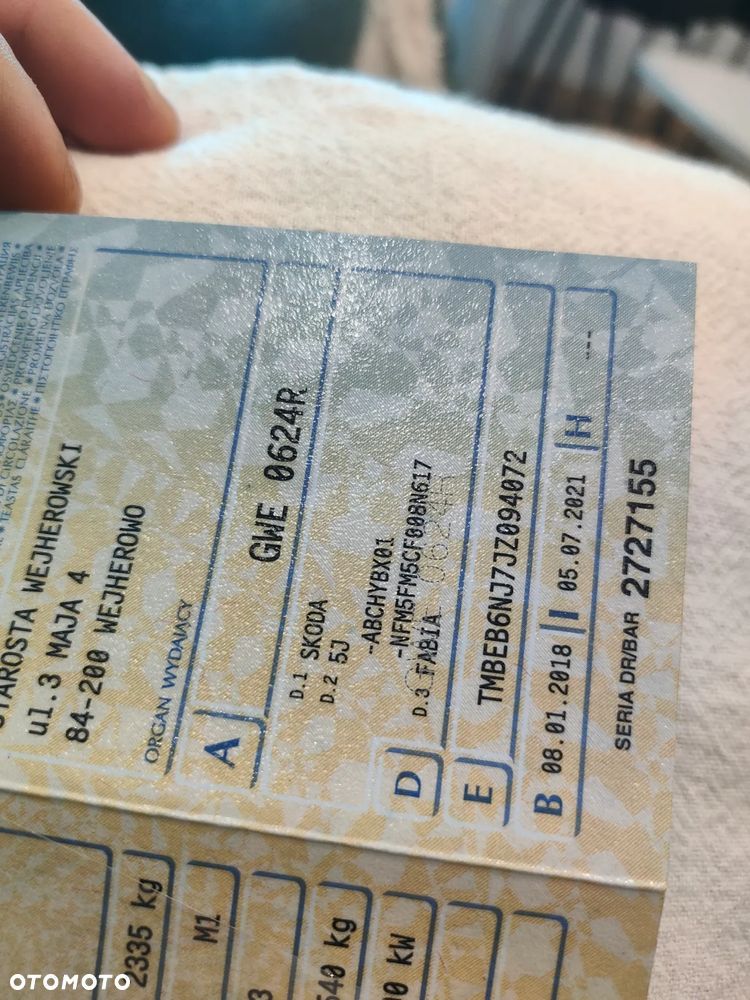 STAROSTA WEJHEROWSKI
ul.3 MAJA 4
84-200 WEJHEROWO
ORGAN WYDAJĄCY
A GWE 0624R
D.1 SKODA
D.2 5J
-ABCHYBX01
-NFM5FM5CF008N617
D D.3 FABIA
E TMBEB6NJ7JZ094072
B 08.01.2018 I 05.07.2021 H ---
SERIA DR/BAR 2727155
2335 kg
M1
kg
kW
OTOMOTO